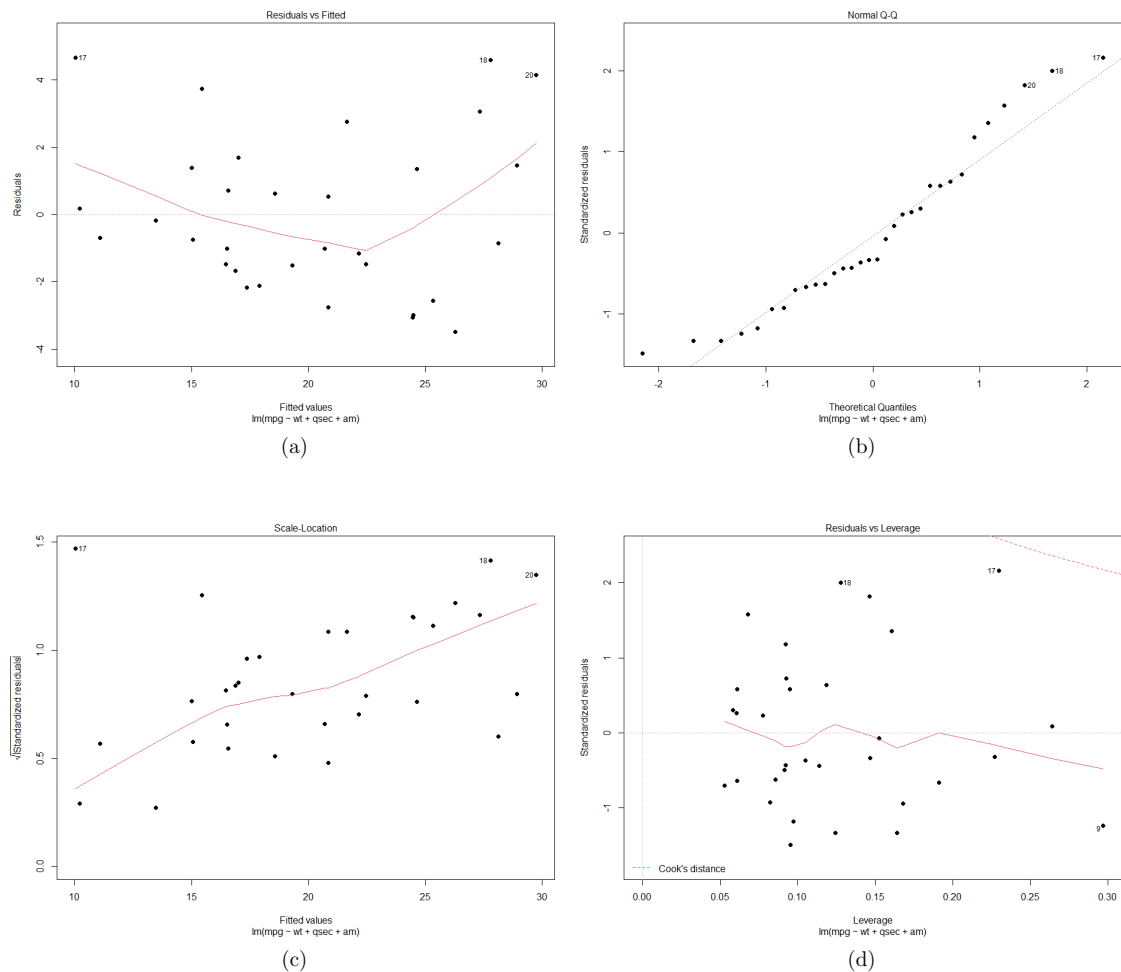 Residuals vs Fitted
Residuals
4
2
0
-2
-4
17
18
20
10
15
20
25
30
Fitted values
lm(mpg ~ wt + qsec + am)
(a)
Normal Q-Q
Standardized residuals
2
1
0
-1
17
18
20
-2
-1
0
1
2
Theoretical Quantiles
lm(mpg ~ wt + qsec + am)
(b)
Scale-Location
√|Standardized residuals|
1.5
1.0
0.5
0.0
17
18
20
10
15
20
25
30
Fitted values
lm(mpg ~ wt + qsec + am)
(c)
Residuals vs Leverage
Standardized residuals
2
1
0
-1
17
18
9
Cook's distance
0.00
0.05
0.10
0.15
0.20
0.25
0.30
Leverage
lm(mpg ~ wt + qsec + am)
(d)